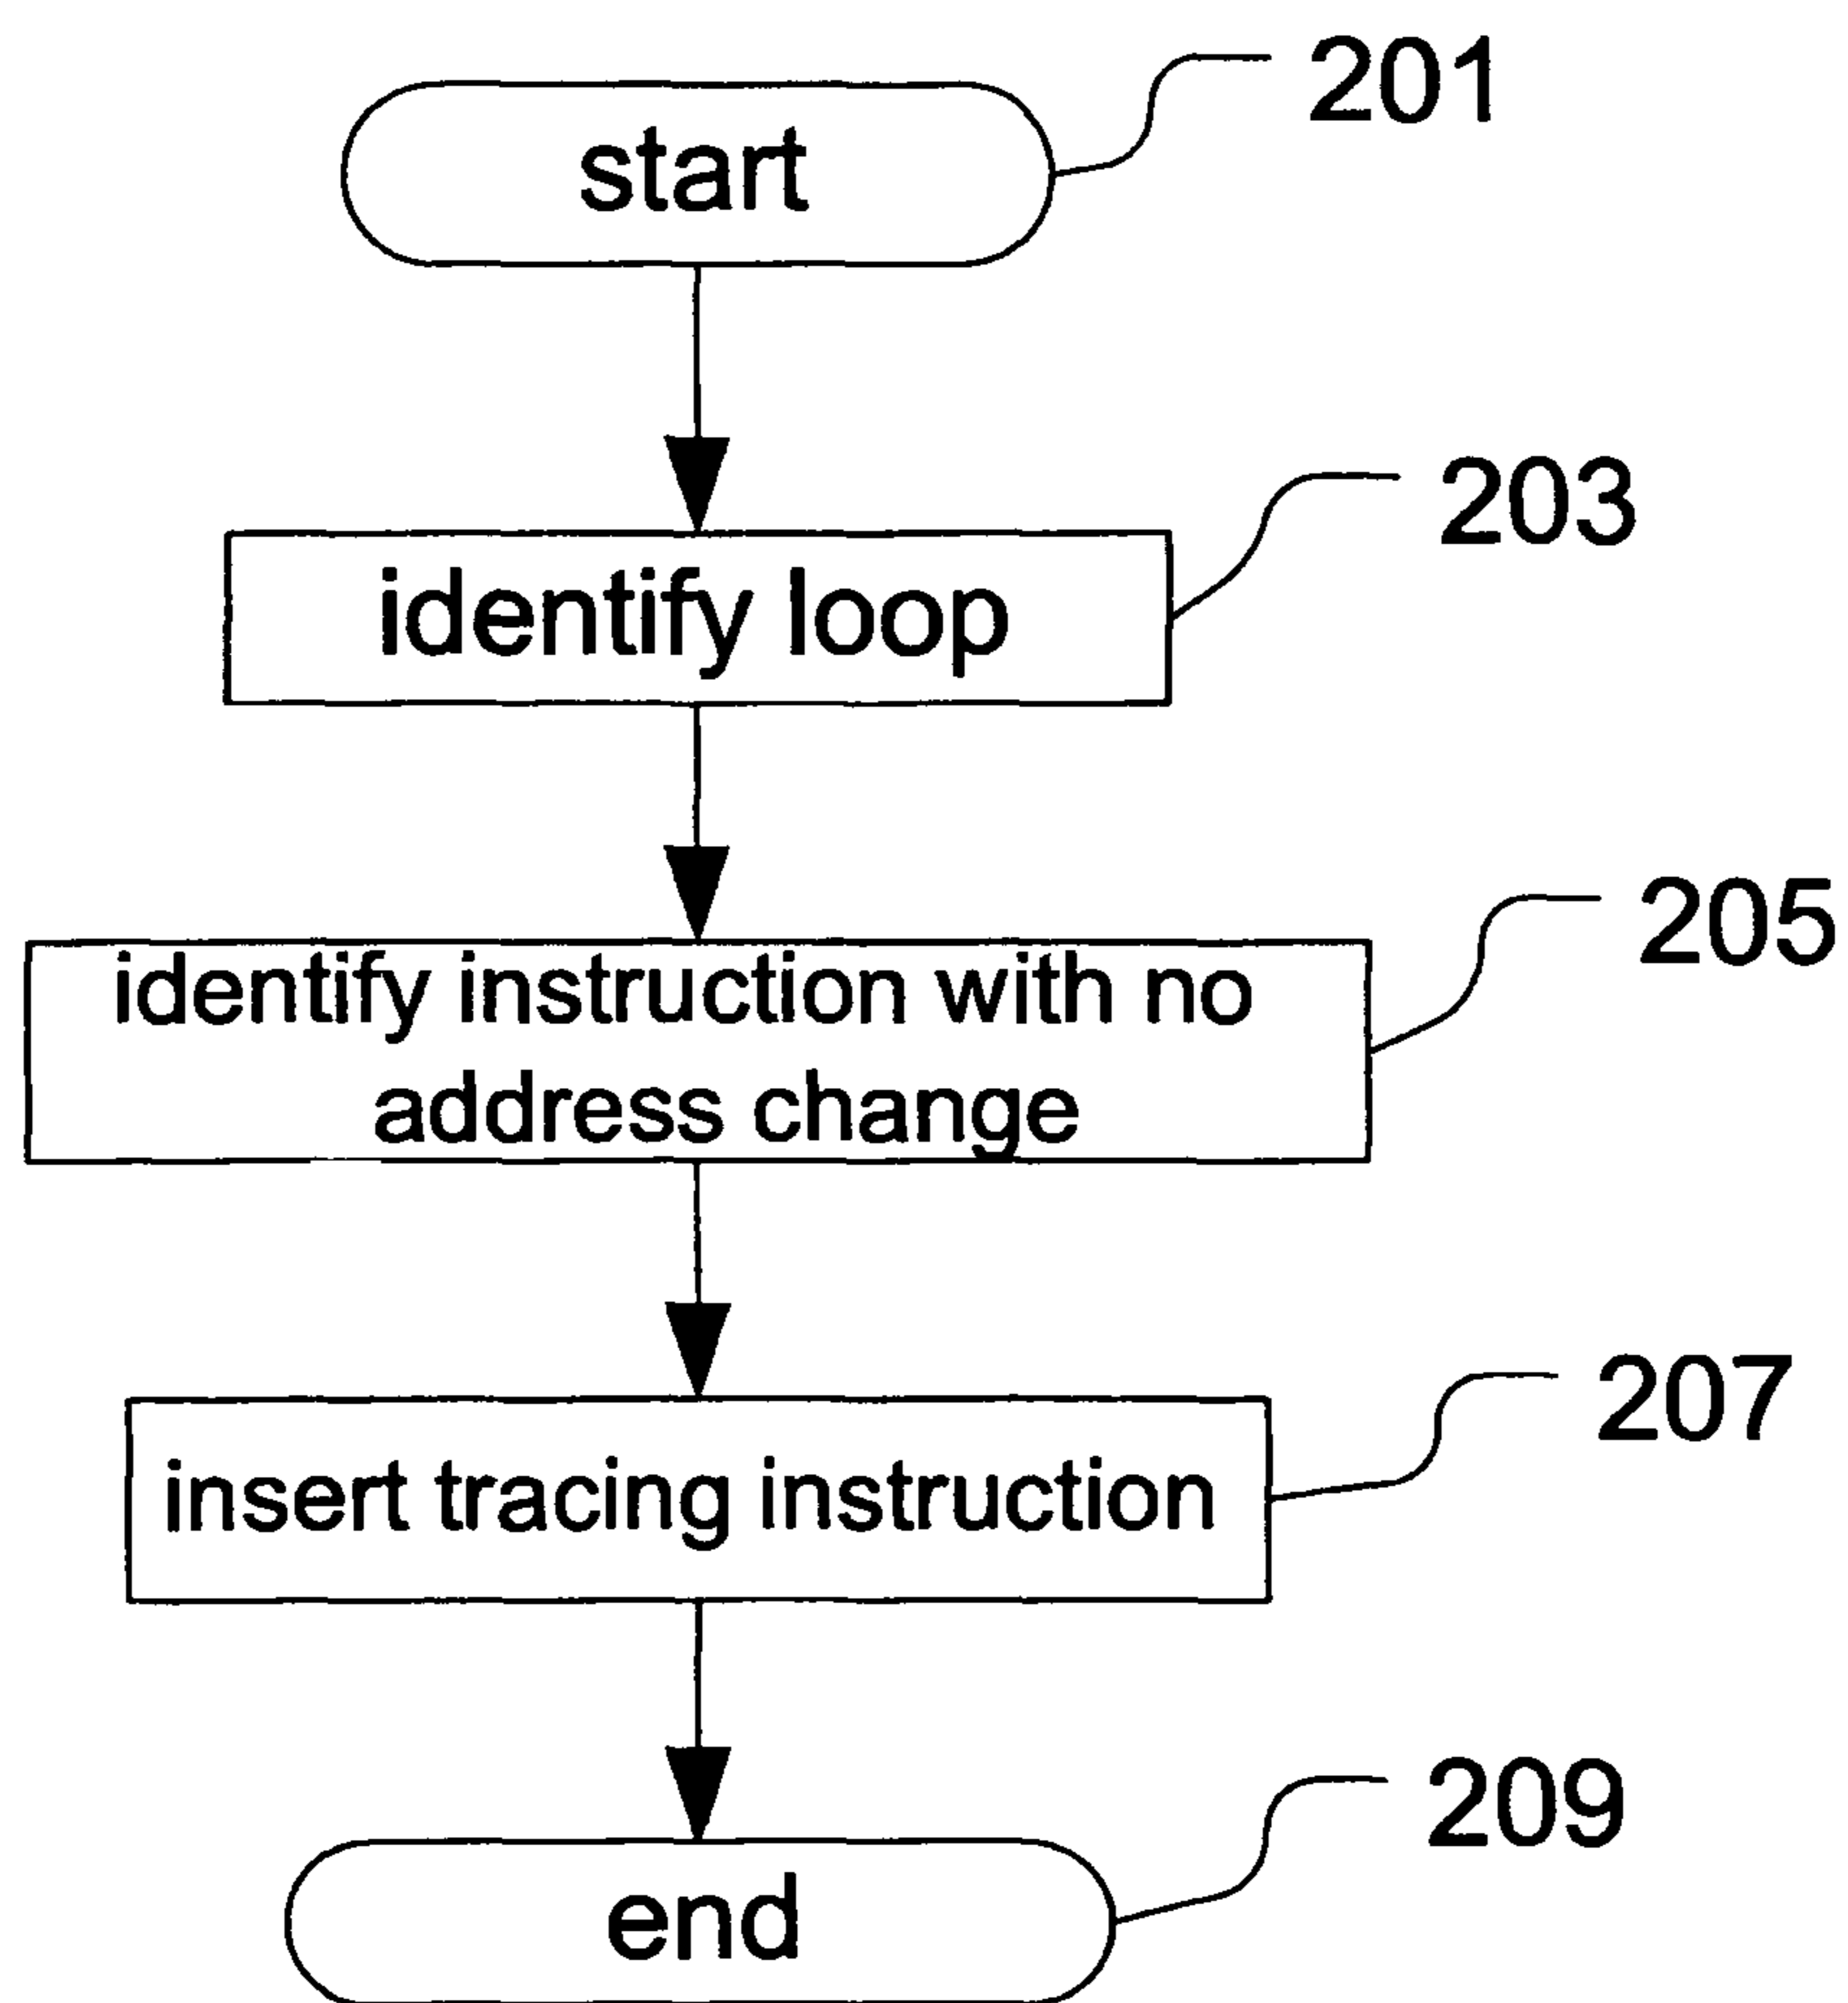 start
201
identify loop
203
identify instruction with no
address change
205
insert tracing instruction
207
end
209